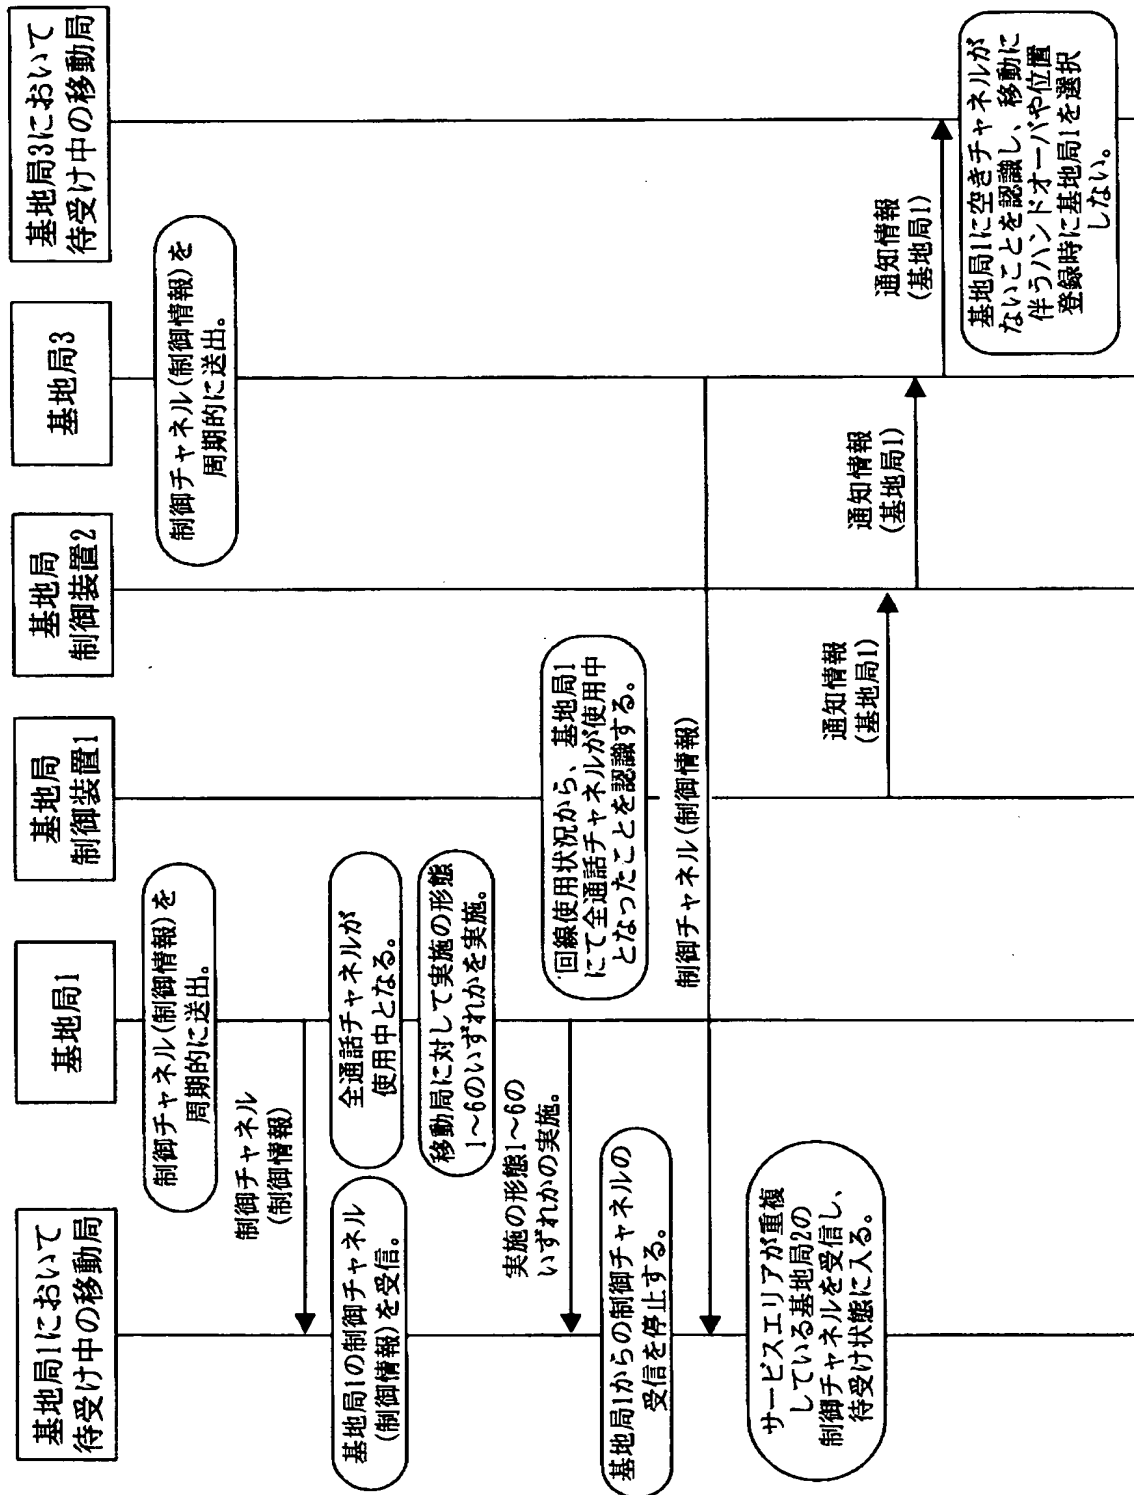 基地局1において
待受け中の移動局
基地局1
基地局
制御装置1
基地局
制御装置2
基地局3
基地局3において
待受け中の移動局
制御チャネル(制御情報)を
周期的に送出。
制御チャネル(制御情報)を
周期的に送出。
制御チャネル
(制御情報)
基地局1の制御チャネル
(制御情報)を受信。
全通話チャネルが
使用中となる。
移動局に対して実施の形態
1~6のいずれかを実施。
実施の形態1~6の
いずれかの実施。
回線使用状況から、基地局1
にて全通話チャネルが使用中
となったことを認識する。
基地局1からの制御チャネルの
受信を停止する。
制御チャネル(制御情報)
サービスエリアが重複
している基地局2の
制御チャネルを受信し、
待受け状態に入る。
通知情報
(基地局1)
通知情報
(基地局1)
通知情報
(基地局1)
基地局1に空きチャネルが
ないことを認識し、移動に
伴うハンドオーバや位置
登録時に基地局1を選択
しない。